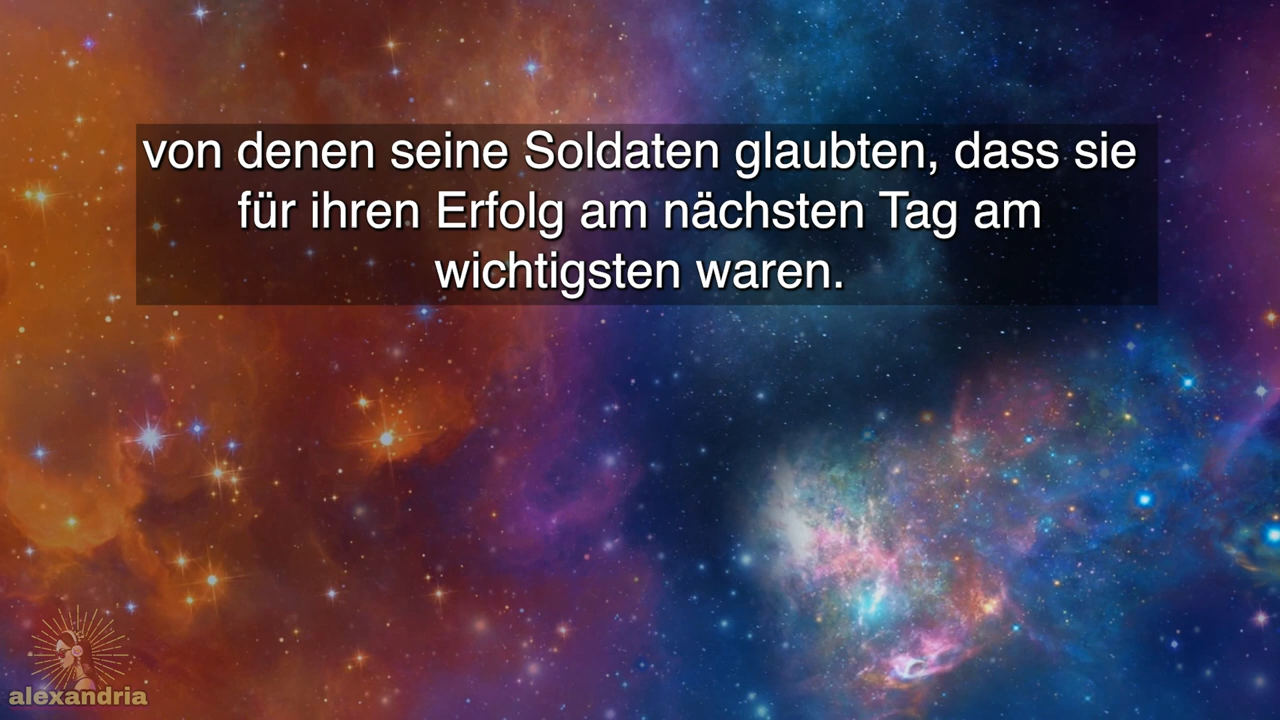 von denen seine Soldaten glaubten, dass sie
für ihren Erfolg am nächsten Tag am
wichtigsten waren.
alexandria